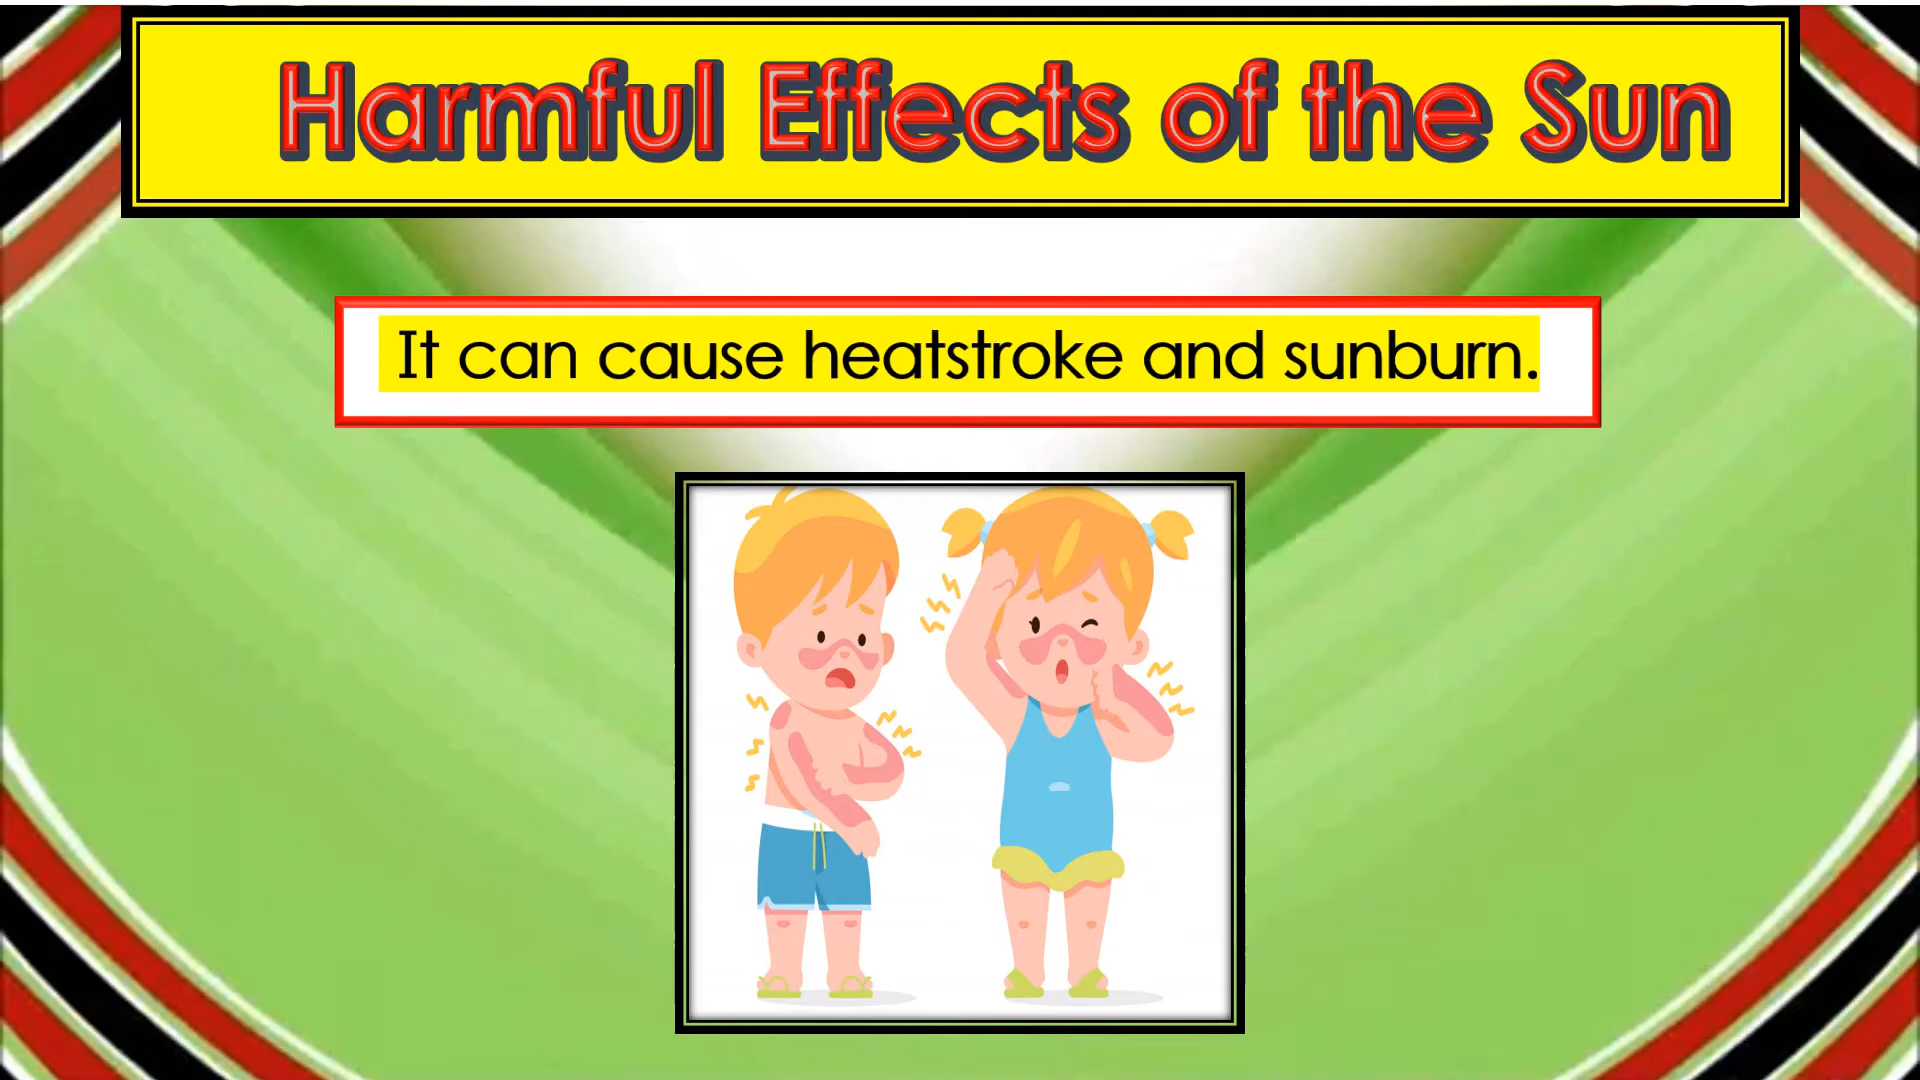 Harmful Effects of the Sun
It can cause heatstroke and sunburn.